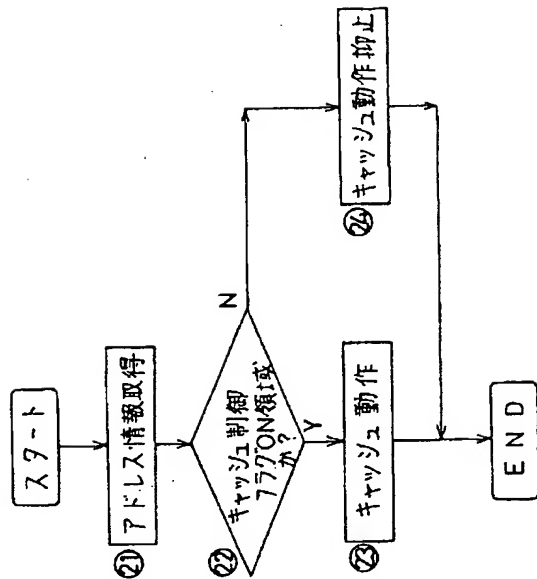 スタート
㉑ アドレス情報取得
㉒ キャッシュ制御
フラグON領域
か?
N
Y
㉓ キャッシュ動作
㉔ キャッシュ動作抑止
END